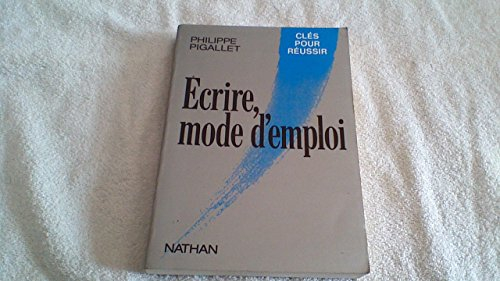 PHILIPPE
PIGALLET
CLÉS
POUR
RÉUSSIR
Ecrire,
mode d'emploi
NATHAN